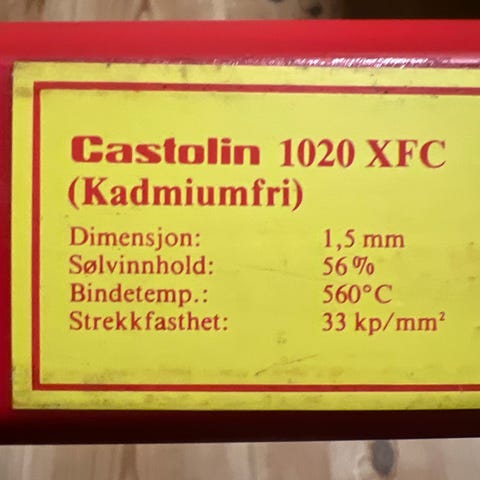 Castolin 1020 XFC
(Kadmiumfri)
Dimensjon: 1,5 mm
Sølvinnhold: 56%
Bindetemp.: 560°C
Strekkfasthet: 33 kp/mm²